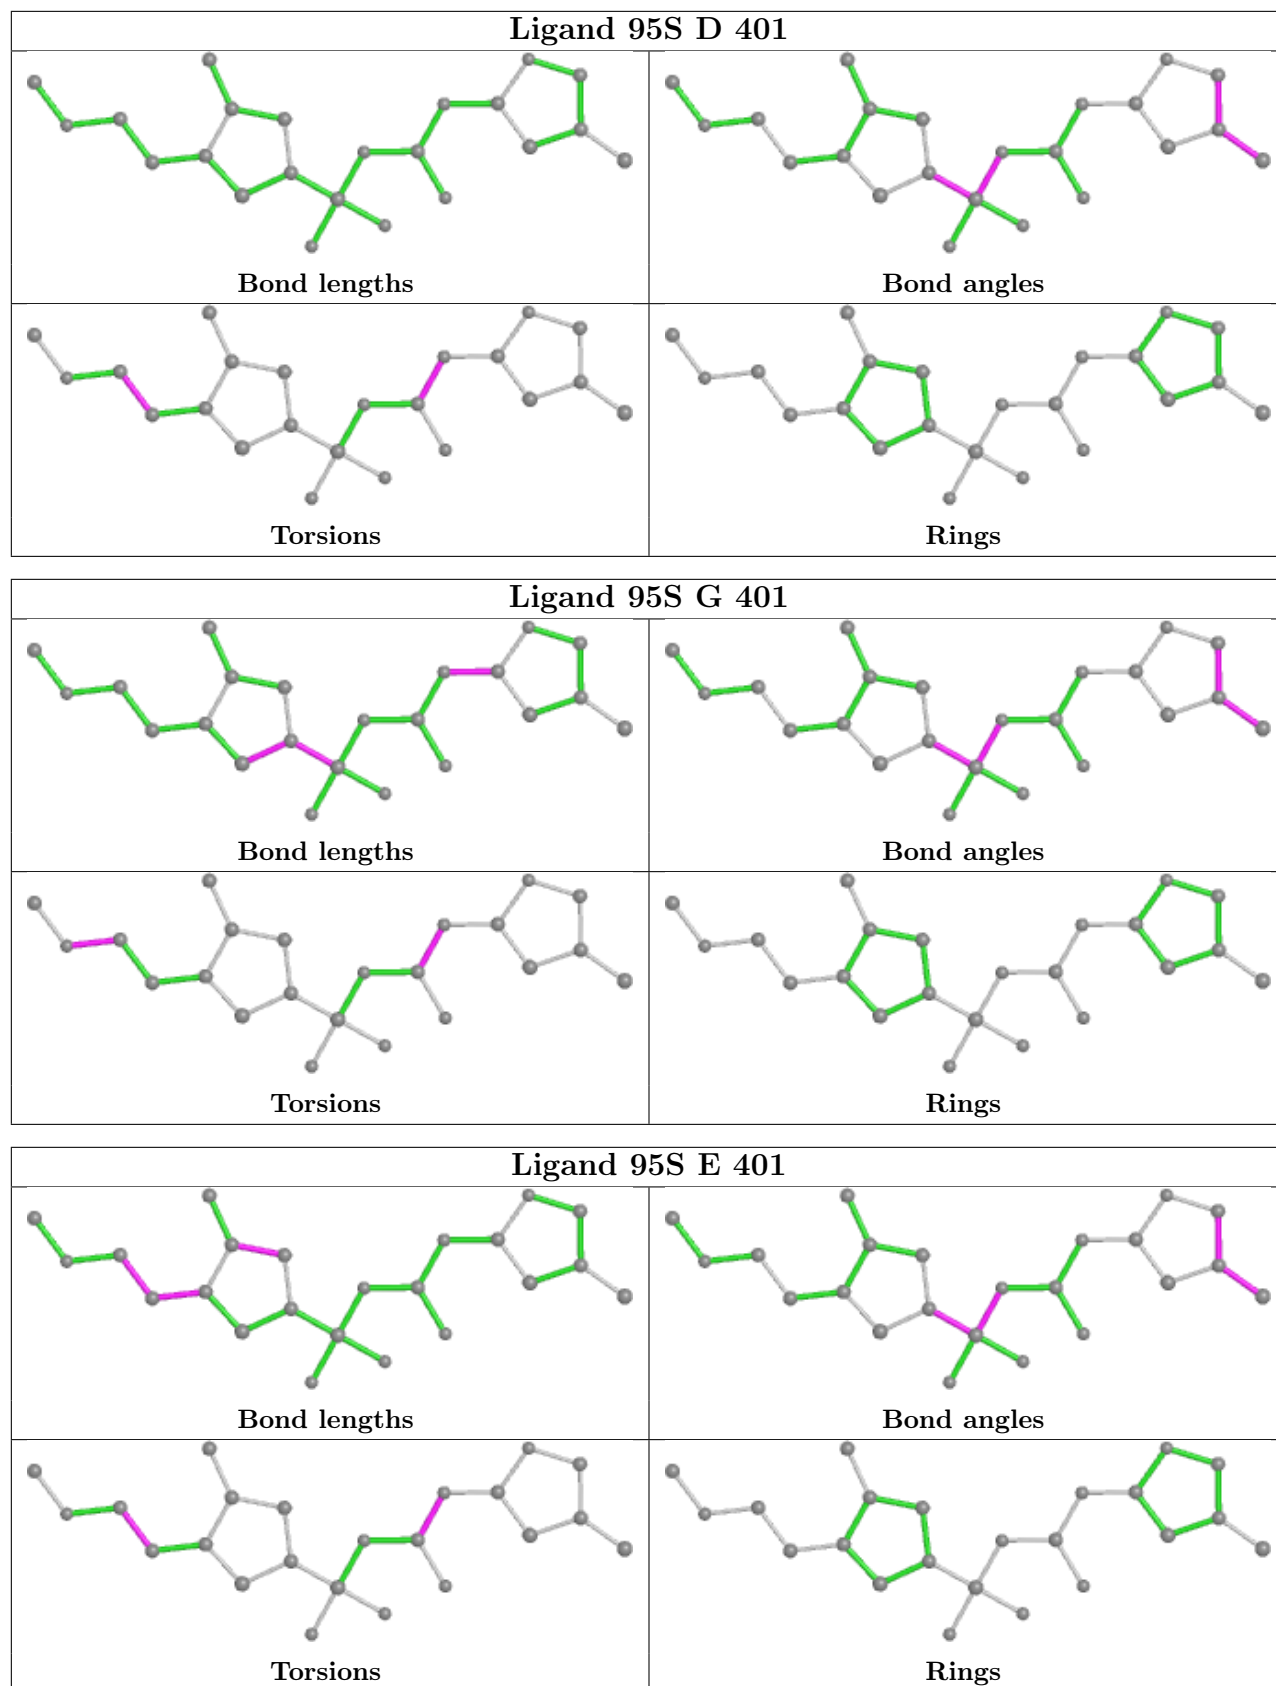 Ligand 95S D 401
Bond lengths
Bond angles
Torsions
Rings
Ligand 95S G 401
Bond lengths
Bond angles
Torsions
Rings
Ligand 95S E 401
Bond lengths
Bond angles
Torsions
Rings